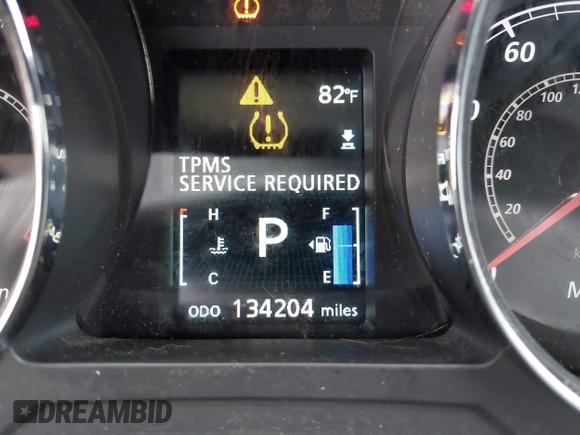 60
82°F
100
80
60
40
20
TPMS
SERVICE REQUIRED
H
F
P
C
E
ODO 134204 miles
DREAMBID